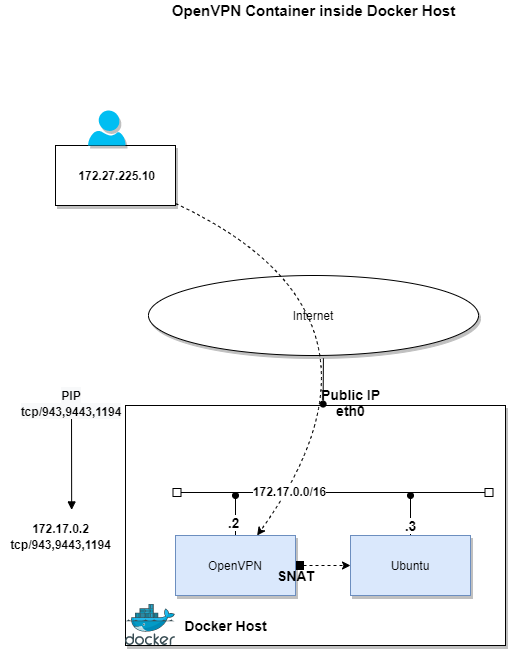 OpenVPN Container inside Docker Host
172.27.225.10
Internet
PIP
tcp/943,9443,1194
Public IP
eth0
172.17.0.0/16
.2
.3
172.17.0.2
tcp/943,9443,1194
OpenVPN
Ubuntu
SNAT
docker
Docker Host